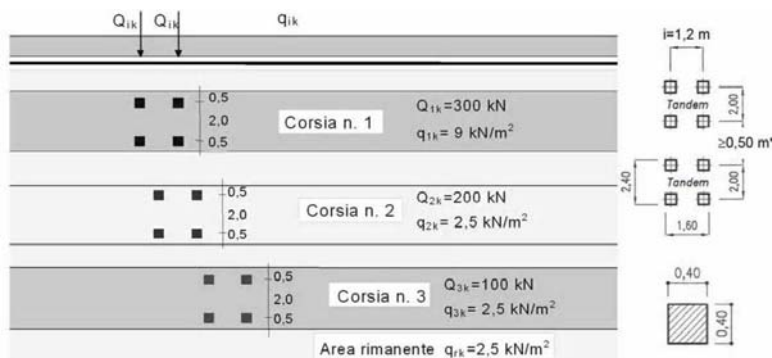 Qik Qik qik
0,5
2,0
0,5
Corsia n. 1
Q1k=300 kN
q1k= 9 kN/m²
0,5
2,0
0,5
Corsia n. 2
Q2k=200 kN
q2k= 2,5 kN/m²
0,5
2,0
0,5
Corsia n. 3
Q3k=100 kN
q3k= 2,5 kN/m²
Area rimanente qrk=2,5 kN/m²
i=1,2 m
Tandem
2,00
≥0,50 m*
2,40
Tandem
2,00
1,60
0,40
0,40